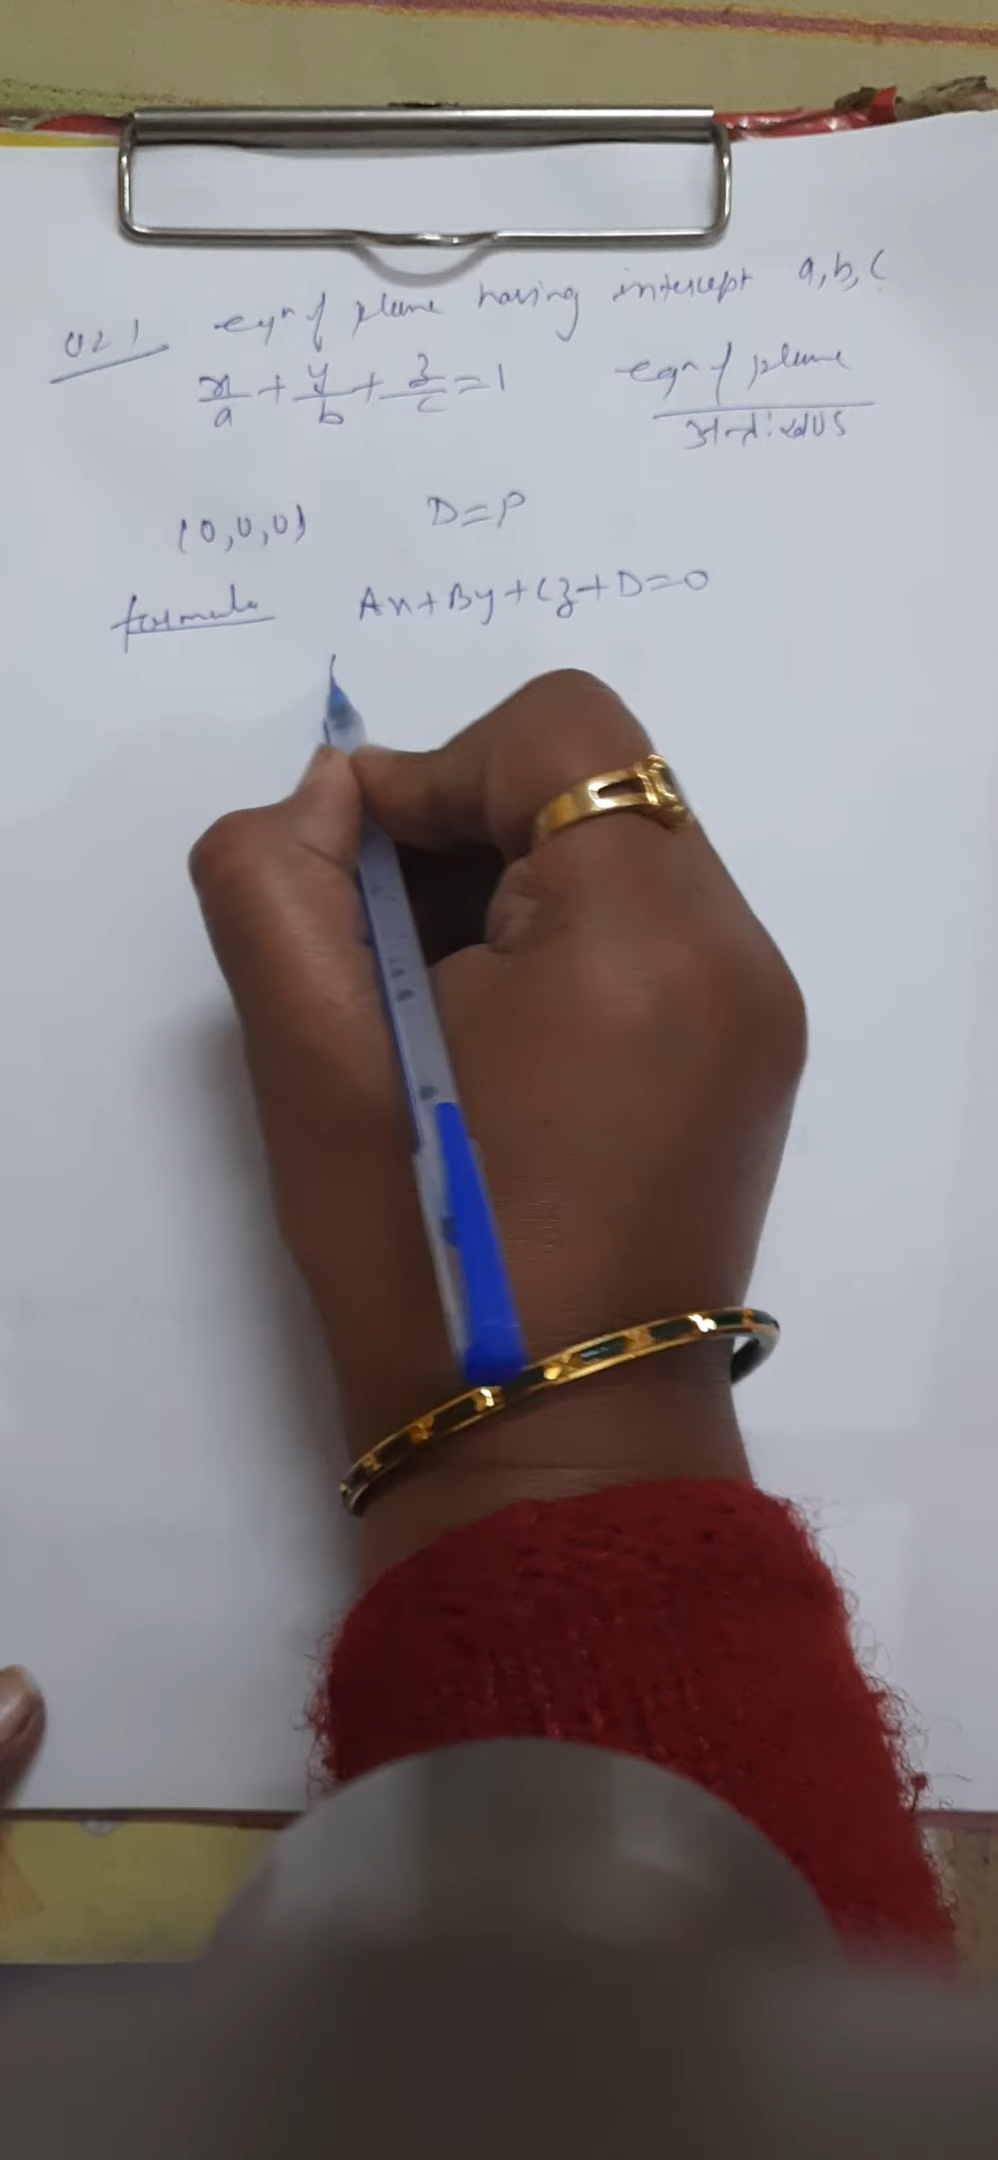 021 eqn of plane having intercept a, b, c
x/a + y/b + z/c = 1 eqn of plane
अन्तःखण्ड
(0,0,0) D=P
formula Ax+By+Cz+D=0
(